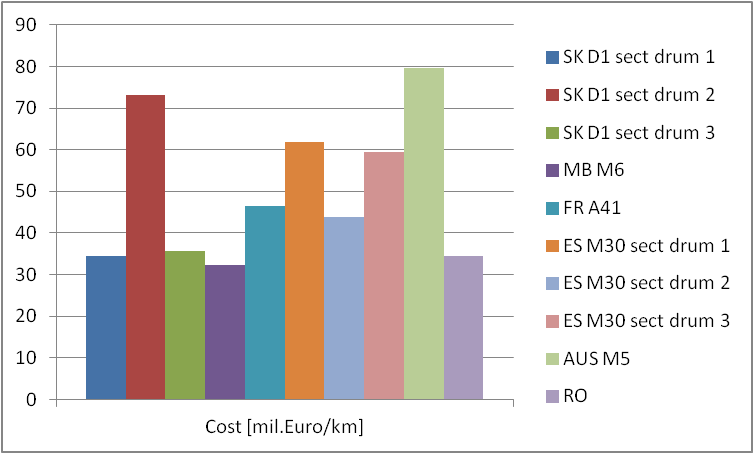 90
80
70
60
50
40
30
20
10
0
Cost [mil.Euro/km]
SK D1 sect drum 1
SK D1 sect drum 2
SK D1 sect drum 3
MB M6
FR A41
ES M30 sect drum 1
ES M30 sect drum 2
ES M30 sect drum 3
AUS M5
RO